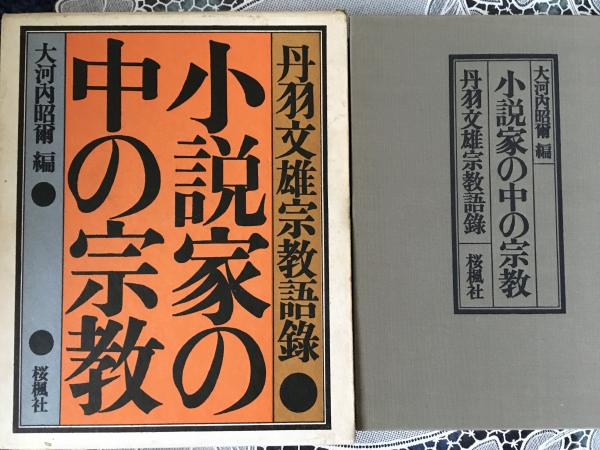 丹羽文雄宗教語録●
小説家の
中の宗教
大河内昭爾 編●
●桜楓社
大河内昭爾 編
小説家の中の宗教
丹羽文雄宗教語録
桜楓社